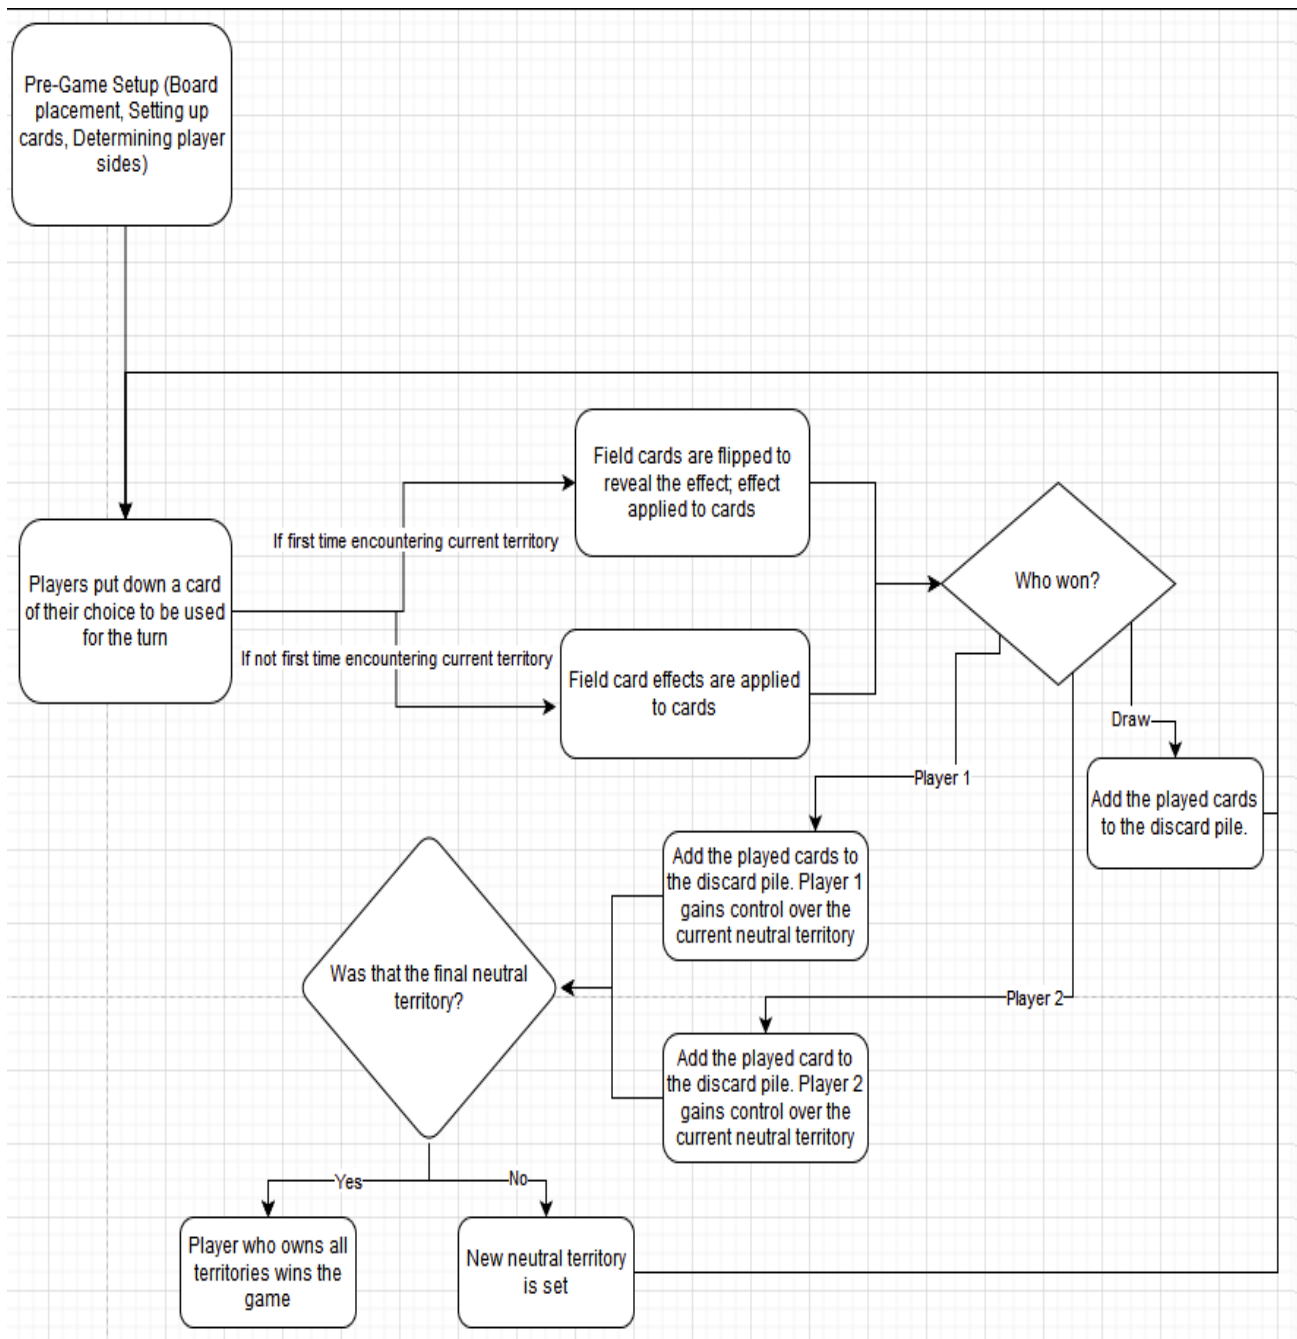 Pre-Game Setup (Board
placement, Setting up
cards, Determining player
sides)
Field cards are flipped to
reveal the effect; effect
applied to cards
If first time encountering current territory
Players put down a card
of their choice to be used
for the turn
Who won?
If not first time encountering current territory
Field card effects are applied
to cards
Draw
Player 1
Add the played cards
to the discard pile.
Add the played cards to
the discard pile. Player 1
gains control over the
current neutral territory
Was that the final neutral
territory?
Player 2
Add the played card to
the discard pile. Player 2
gains control over the
current neutral territory
Yes
No
Player who owns all
territories wins the
game
New neutral territory
is set